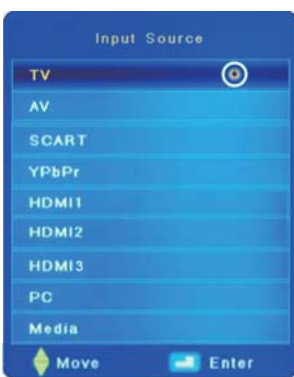 Input Source
TV
AV
SCART
YPbPr
HDMI1
HDMI2
HDMI3
PC
Media
Move Enter